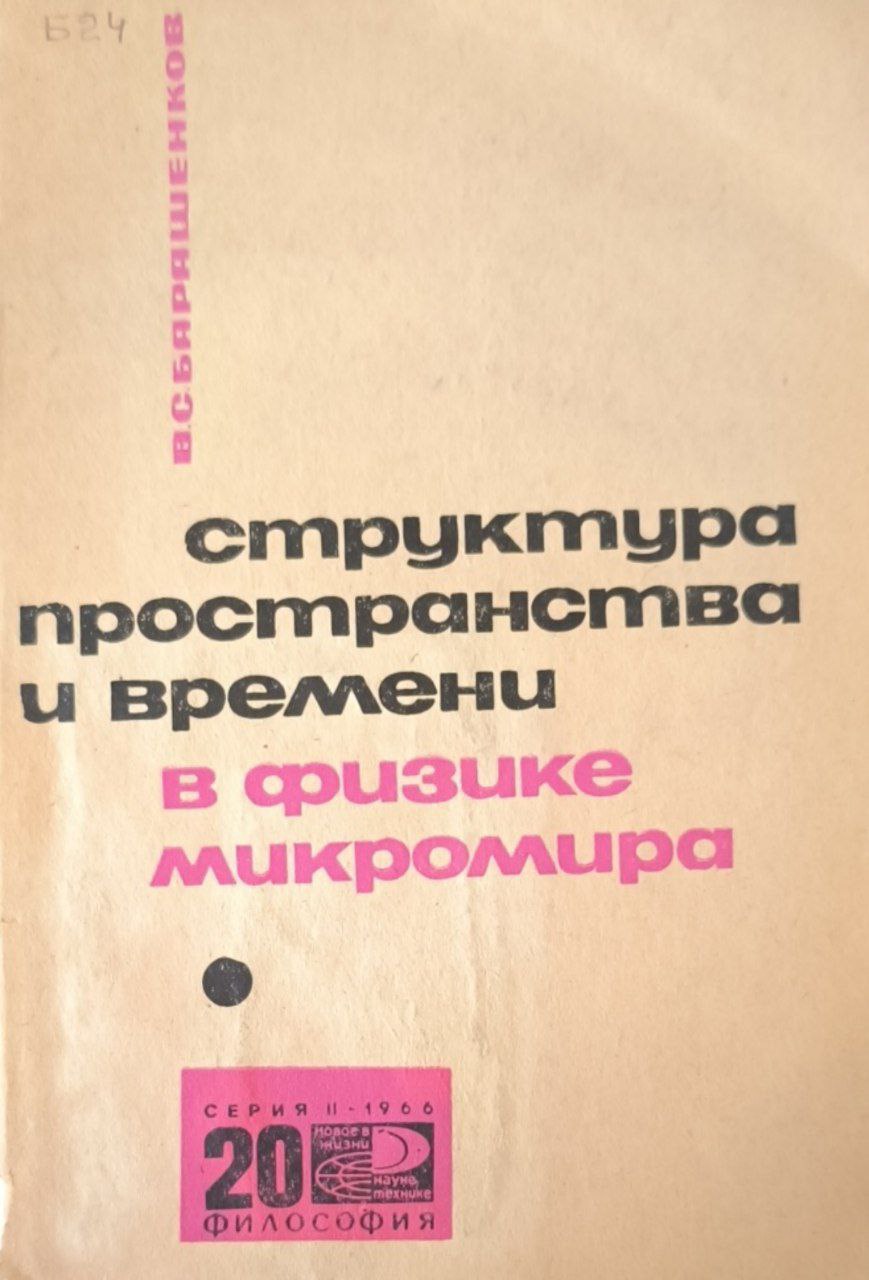 Б24
В.С.БАРАШЕНКОВ
структура
пространства
и времени
в физике
микромира
СЕРИЯ II - 1966
20
новое в
жизни
науке
технике
ФИЛОСОФИЯ